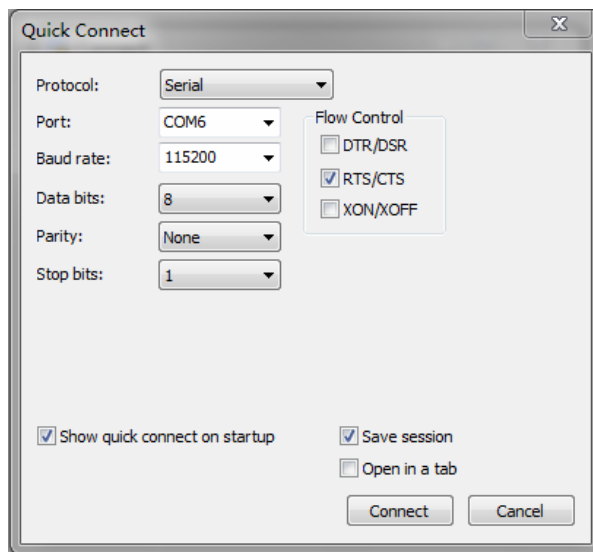 Quick Connect
Protocol: Serial
Port: COM6
Flow Control
Baud rate: 115200
DTR/DSR
Data bits: 8
RTS/CTS
XON/XOFF
Parity: None
Stop bits: 1
Show quick connect on startup
Save session
Open in a tab
Connect Cancel